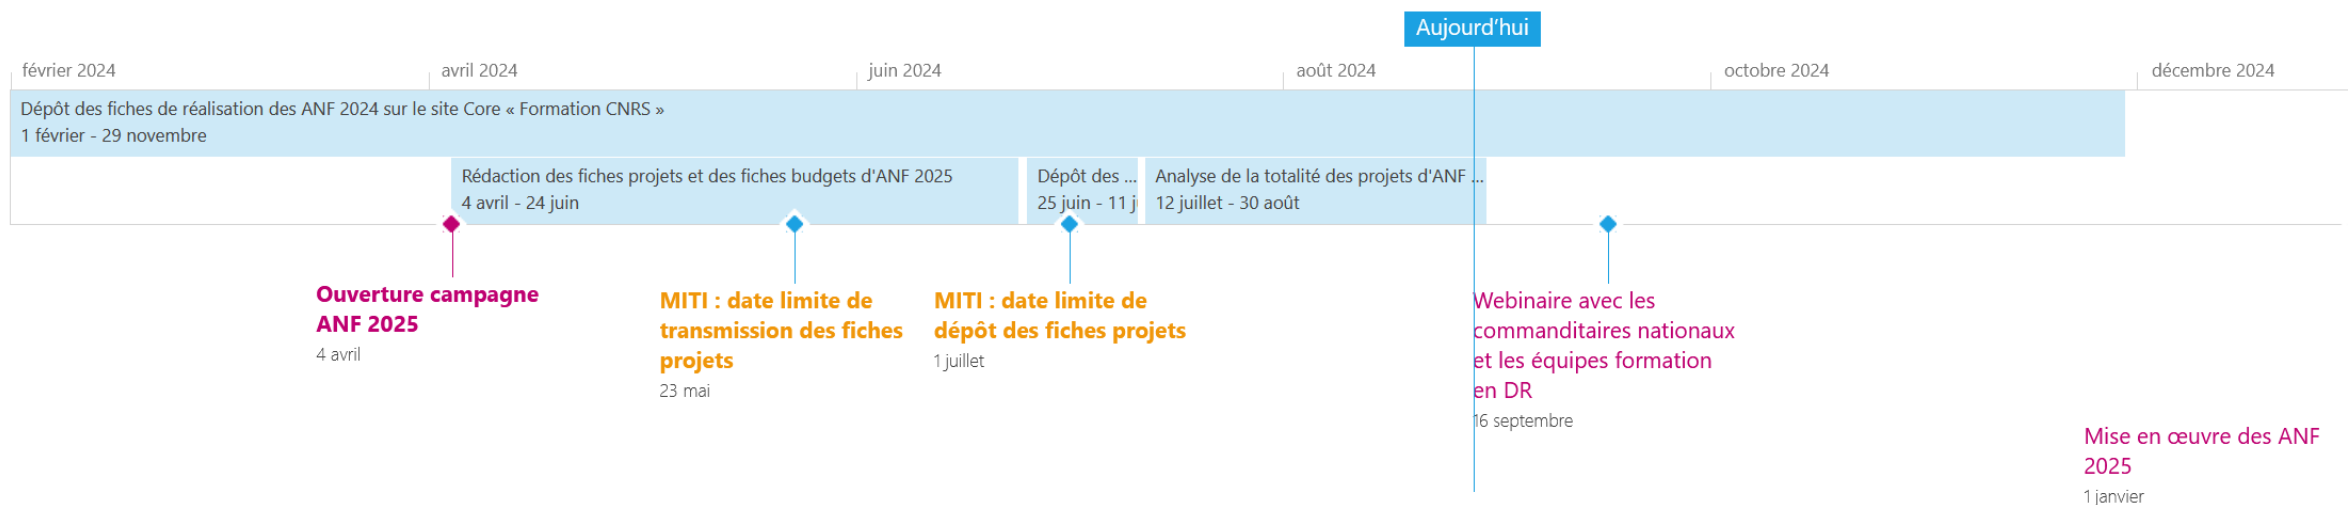 Aujourd'hui
février 2024
avril 2024
juin 2024
août 2024
octobre 2024
décembre 2024
Dépôt des fiches de réalisation des ANF 2024 sur le site Core « Formation CNRS »
1 février - 29 novembre
Rédaction des fiches projets et des fiches budgets d'ANF 2025
4 avril - 24 juin
Dépôt des ...
25 juin - 11 j
Analyse de la totalité des projets d'ANF ...
12 juillet - 30 août
Ouverture campagne
ANF 2025
4 avril
MITI : date limite de
transmission des fiches
projets
23 mai
MITI : date limite de
dépôt des fiches projets
1 juillet
Webinaire avec les
commanditaires nationaux
et les équipes formation
en DR
16 septembre
Mise en œuvre des ANF
2025
1 janvier